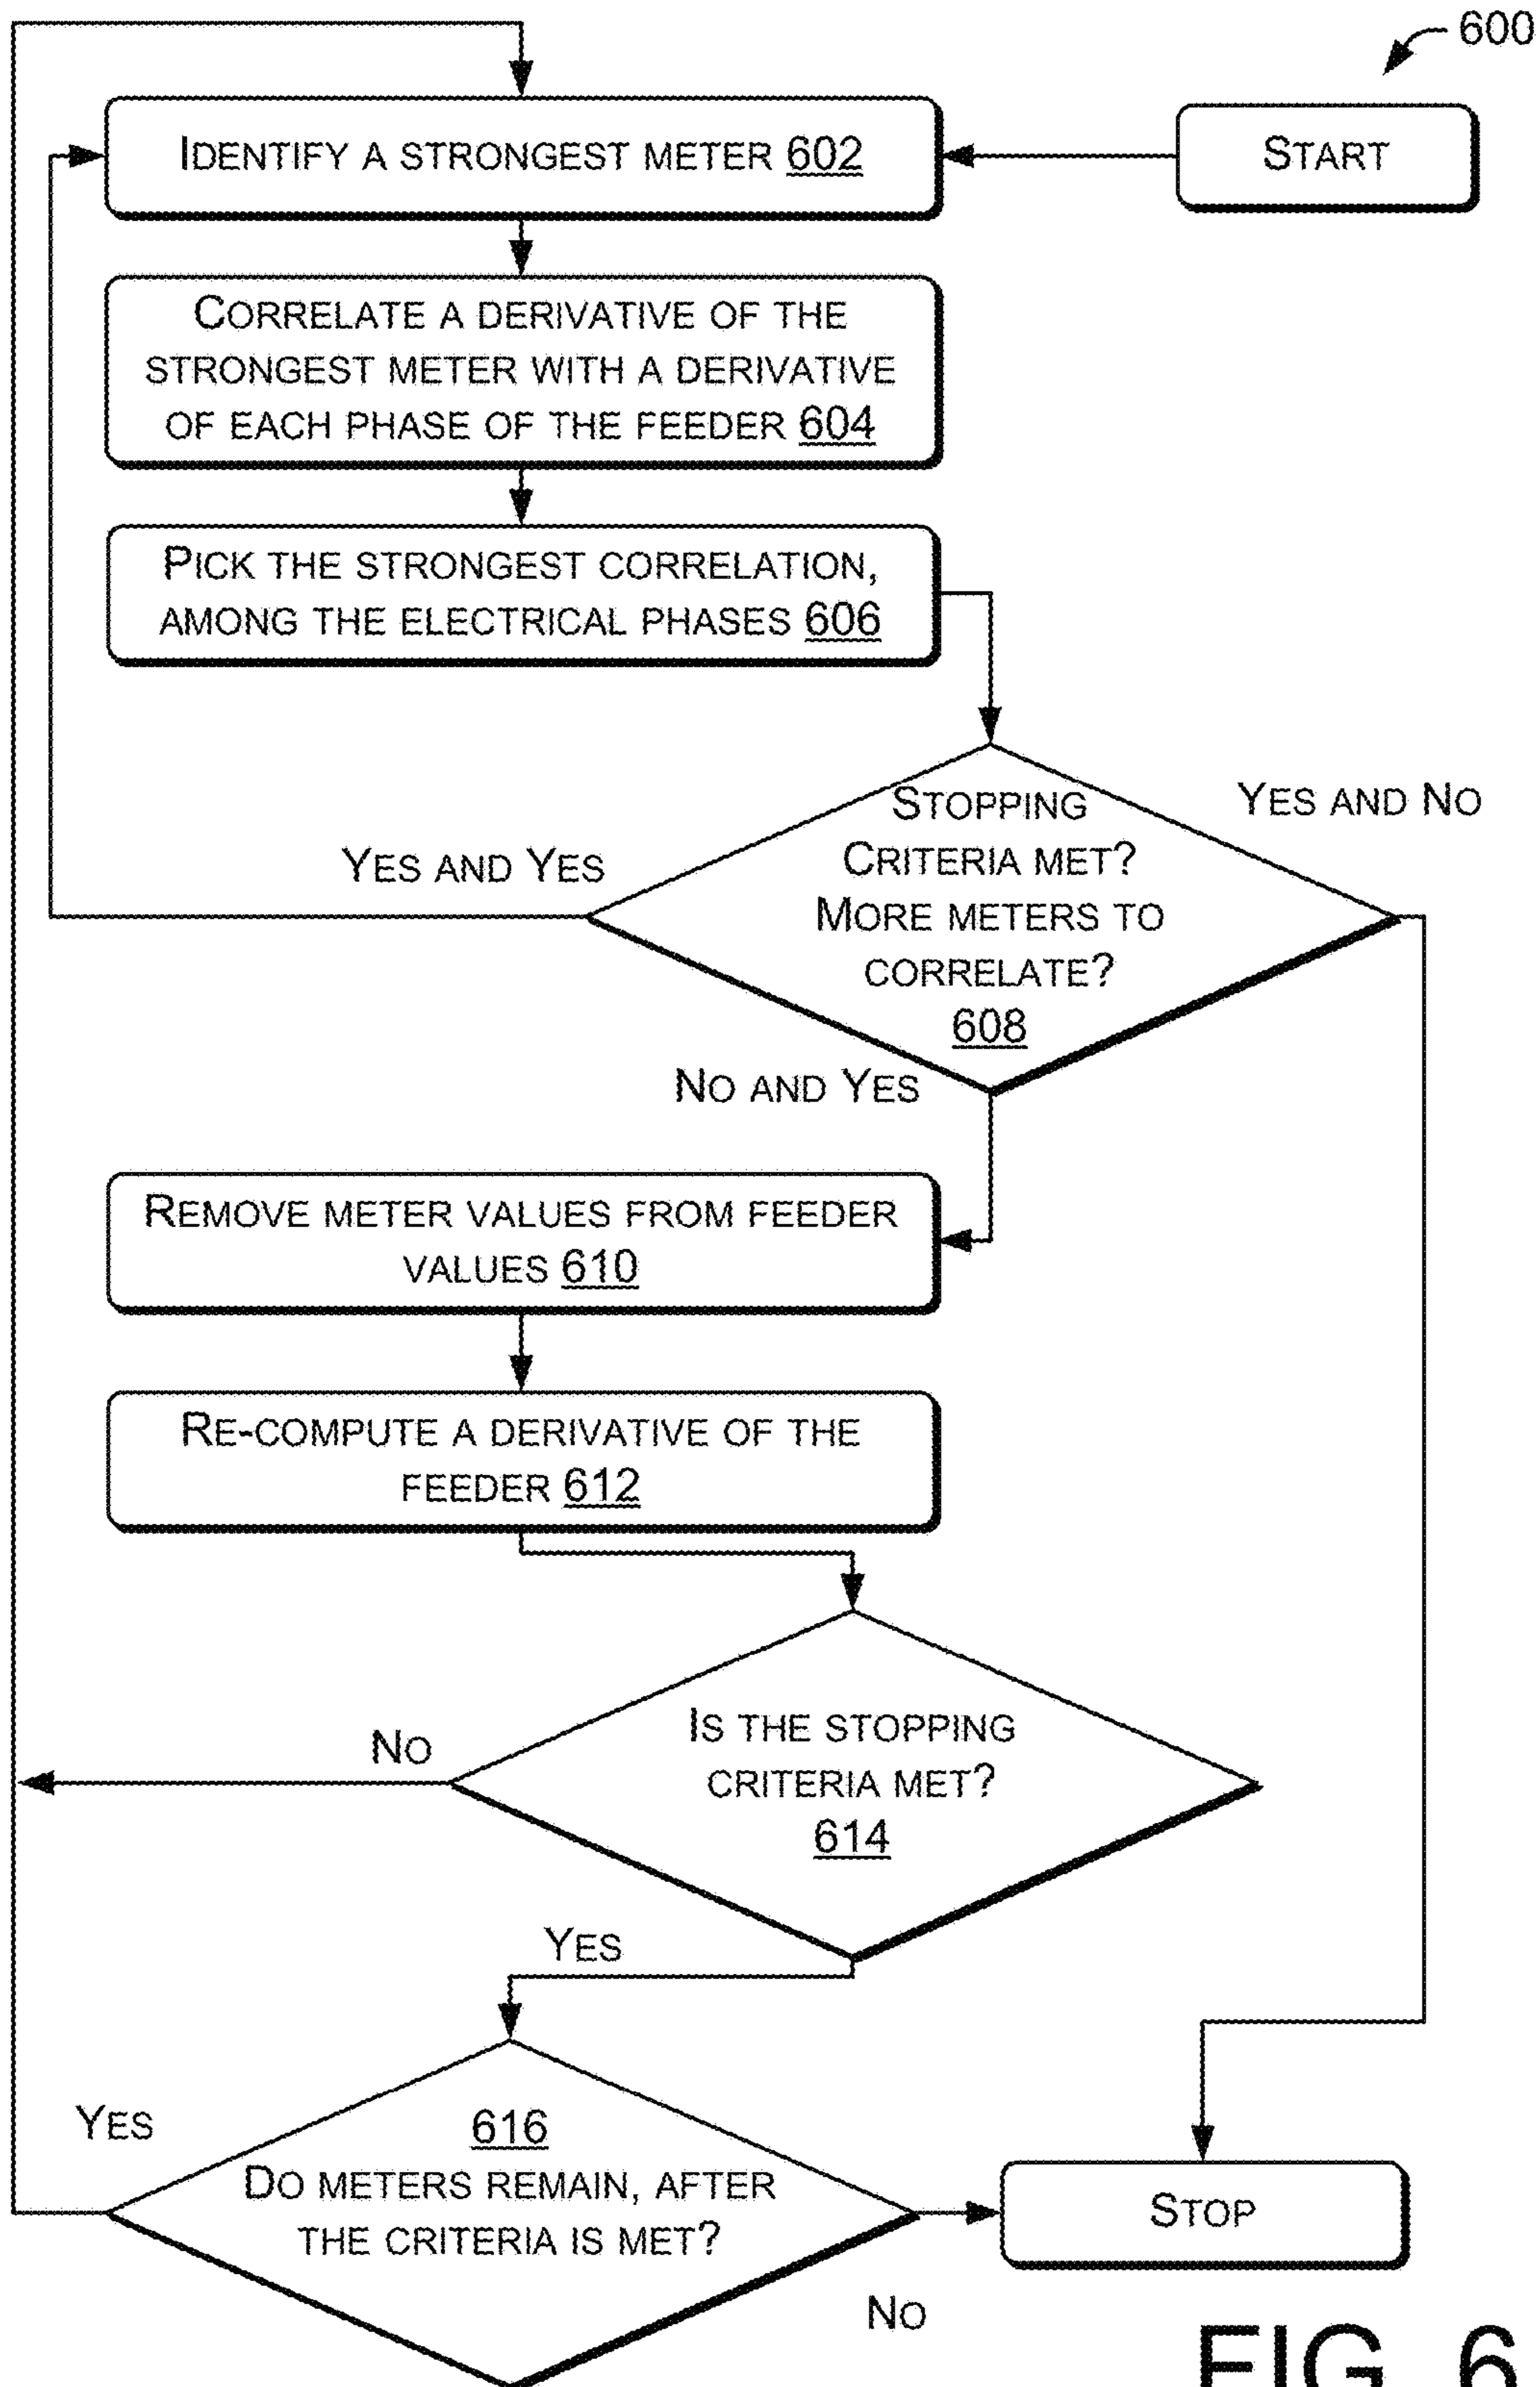 600
START
IDENTIFY A STRONGEST METER 602
CORRELATE A DERIVATIVE OF THE
STRONGEST METER WITH A DERIVATIVE
OF EACH PHASE OF THE FEEDER 604
PICK THE STRONGEST CORRELATION,
AMONG THE ELECTRICAL PHASES 606
STOPPING
CRITERIA MET?
MORE METERS TO
CORRELATE?
608
YES AND YES
YES AND NO
NO AND YES
REMOVE METER VALUES FROM FEEDER
VALUES 610
RE-COMPUTE A DERIVATIVE OF THE
FEEDER 612
IS THE STOPPING
CRITERIA MET?
614
NO
YES
616
DO METERS REMAIN, AFTER
THE CRITERIA IS MET?
YES
NO
STOP
FIG. 6